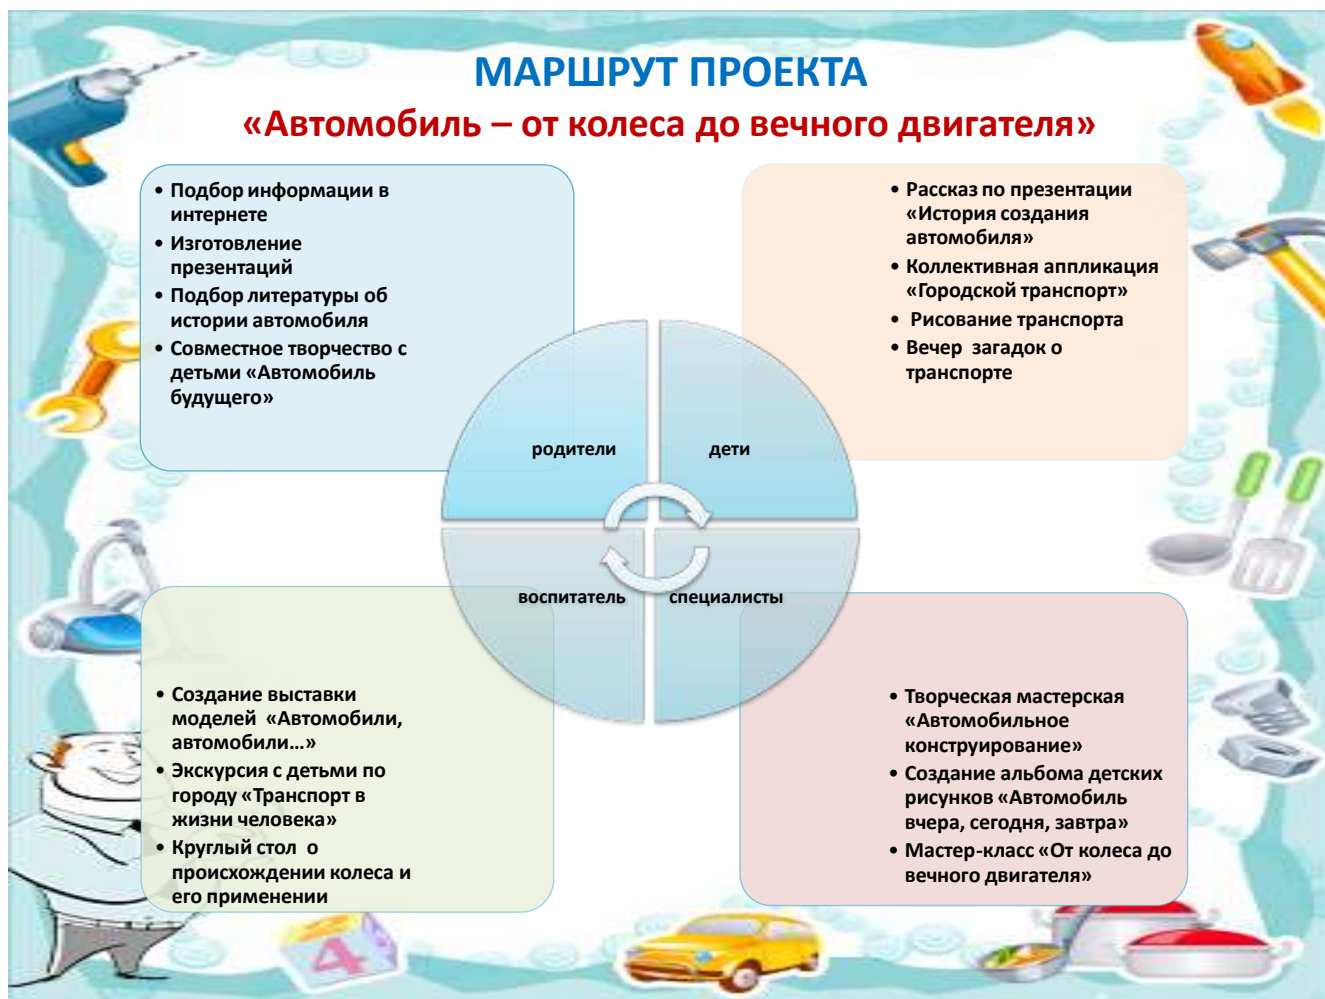 МАРШРУТ ПРОЕКТА
«Автомобиль – от колеса до вечного двигателя»
• Подбор информации в
интернете
• Изготовление
презентаций
• Подбор литературы об
истории автомобиля
• Совместное творчество с
детьми «Автомобиль
будущего»
• Рассказ по презентации
«История создания
автомобиля»
• Коллективная аппликация
«Городской транспорт»
• Рисование транспорта
• Вечер загадок о
транспорте
родители
дети
воспитатель
специалисты
• Создание выставки
моделей «Автомобили,
автомобили…»
• Экскурсия с детьми по
городу «Транспорт в
жизни человека»
• Круглый стол о
происхождении колеса и
его применении
• Творческая мастерская
«Автомобильное
конструирование»
• Создание альбома детских
рисунков «Автомобиль
вчера, сегодня, завтра»
• Мастер-класс «От колеса до
вечного двигателя»
4